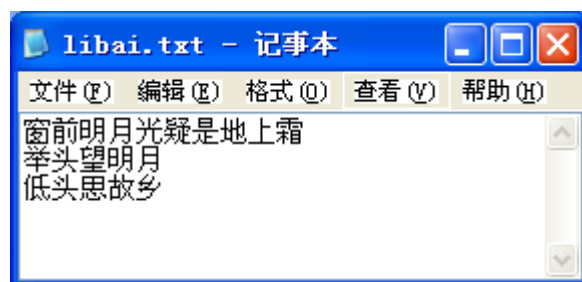 libai.txt - 记事本
文件(F) 编辑(E) 格式(O) 查看(V) 帮助(H)
窗前明月光疑是地上霜
举头望明月
低头思故乡